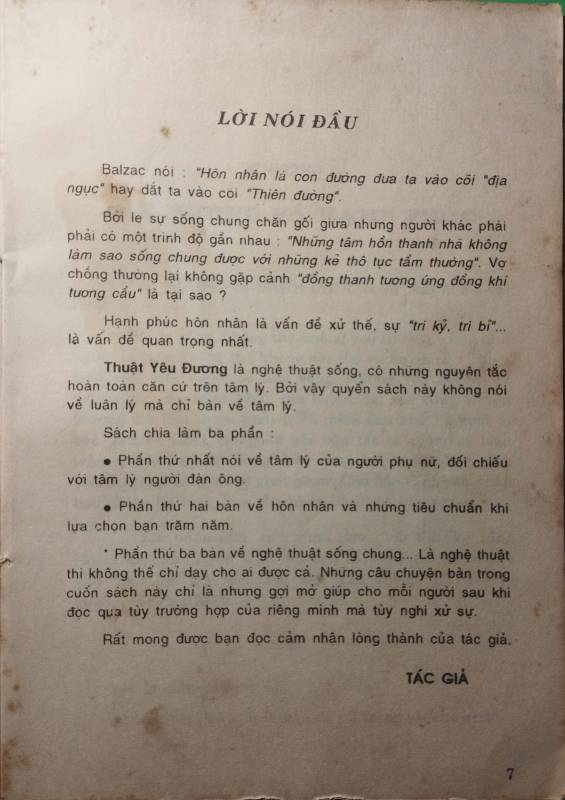 LỜI NÓI ĐẦU
Balzac nói : "Hôn nhân là con đường đưa ta vào cõi "địa
ngục" hay dắt ta vào cõi "Thiên đường".
Bởi lẽ sự sống chung chăn gối giữa những người khác phái
phải có một trình độ gần nhau : "Những tâm hồn thanh nhã không
làm sao sống chung được với những kẻ thô tục tầm thường". Vợ
chồng thường lại không gặp cảnh "đồng thanh tương ứng đồng khí
tương cầu" là tại sao ?
Hạnh phúc hôn nhân là vấn đề xử thế, sự "tri kỷ, tri bỉ"...
là vấn đề quan trọng nhất.
Thuật Yêu Đương là nghệ thuật sống, có những nguyên tắc
hoàn toàn căn cứ trên tâm lý. Bởi vậy quyển sách này không nói
về luân lý mà chỉ bàn về tâm lý.
Sách chia làm ba phần :
● Phần thứ nhất nói về tâm lý của người phụ nữ, đối chiếu
với tâm lý người đàn ông.
● Phần thứ hai bàn về hôn nhân và những tiêu chuẩn khi
lựa chọn bạn trăm năm.
* Phần thứ ba bàn về nghệ thuật sống chung... Là nghệ thuật
thì không thể chỉ dạy cho ai được cả. Những câu chuyện bàn trong
cuốn sách này chỉ là những gợi mở giúp cho mỗi người sau khi
đọc qua tùy trường hợp của riêng mình mà tùy nghi xử sự.
Rất mong được bạn đọc cảm nhận lòng thành của tác giả.
TÁC GIẢ
7